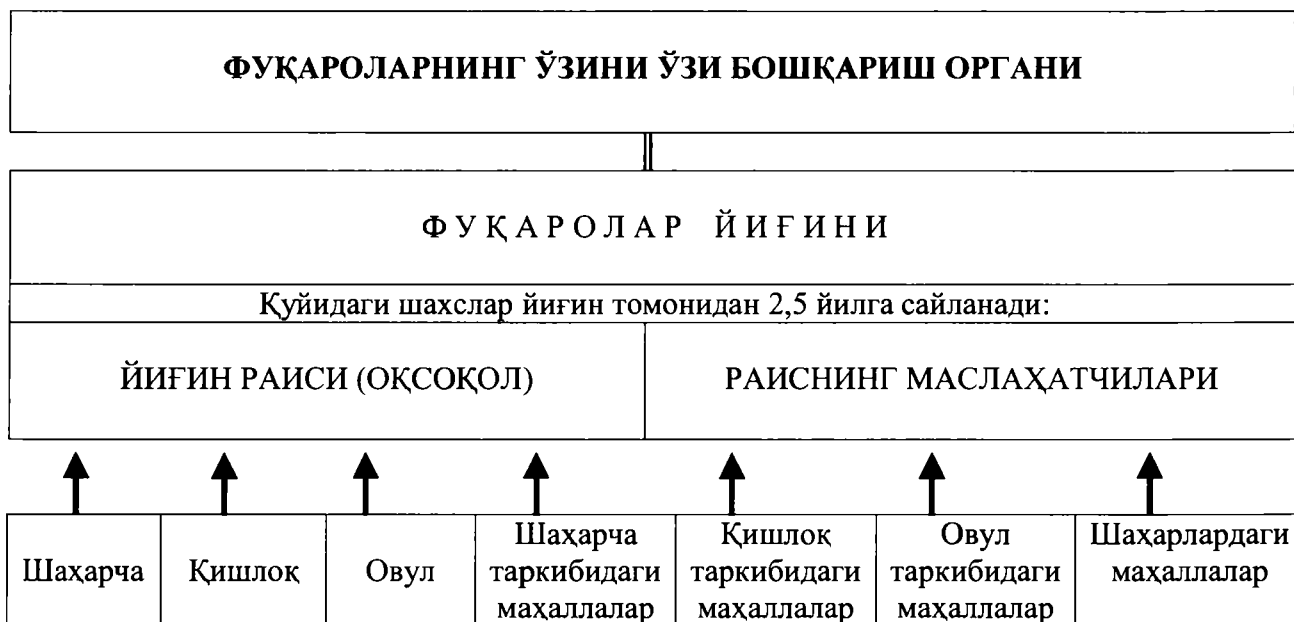 ФУҚАРОЛАРНИНГ ЎЗИНИ ЎЗИ БОШҚАРИШ ОРГАНИ
ФУҚАРОЛАР ЙИҒИНИ
Қуйидаги шахслар йиғин томонидан 2,5 йилга сайланади:
ЙИҒИН РАИСИ (ОҚСОҚОЛ)
РАИСНИНГ МАСЛАҲАТЧИЛАРИ
Шаҳарча
Қишлоқ
Овул
Шаҳарча
таркибидаги
маҳаллалар
Қишлоқ
таркибидаги
маҳаллалар
Овул
таркибидаги
маҳаллалар
Шаҳарлардаги
маҳаллалар